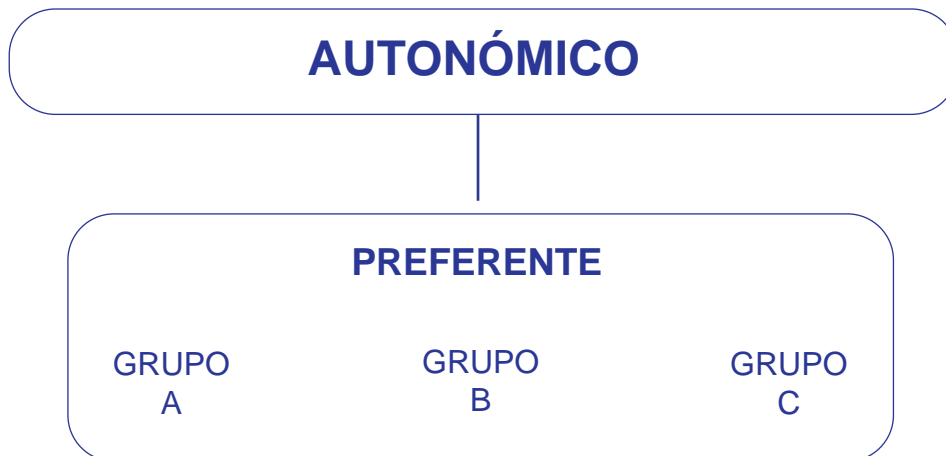 AUTONÓMICO
PREFERENTE
GRUPO
A
GRUPO
B
GRUPO
C